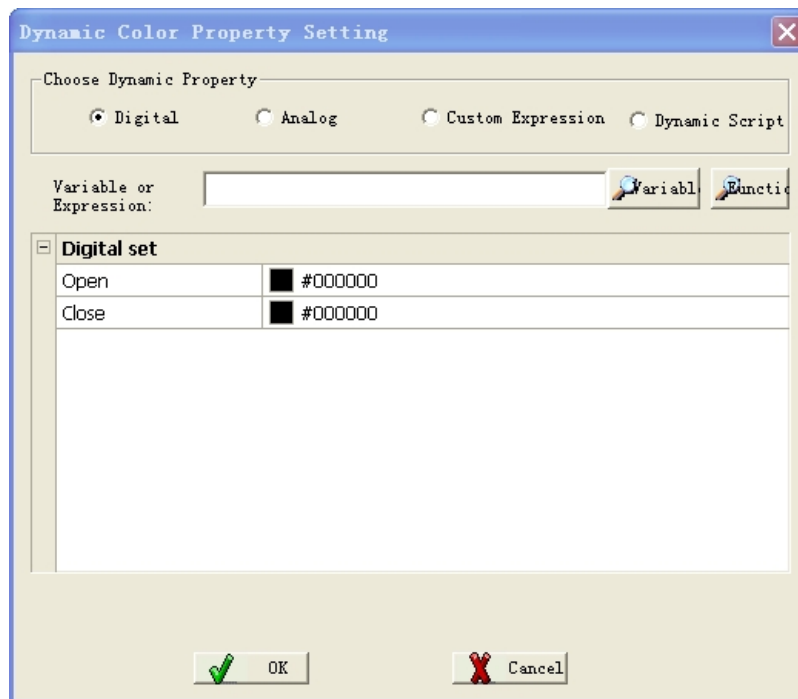 Dynamic Color Property Setting
Choose Dynamic Property
Digital Analog Custom Expression Dynamic Script
Variable or
Expression:
Variabl Functio
Digital set
Open #000000
Close #000000
OK Cancel